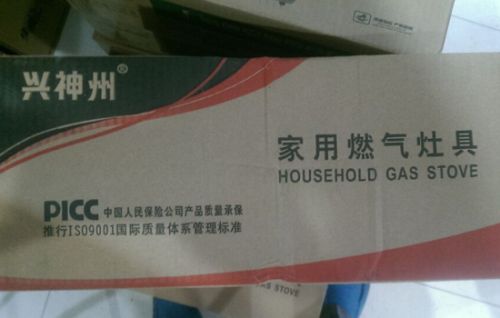 兴神州®
家用燃气灶具
HOUSEHOLD GAS STOVE
PICC 中国人民保险公司产品质量承保
推行ISO9001国际质量体系管理标准
GAS STOVE